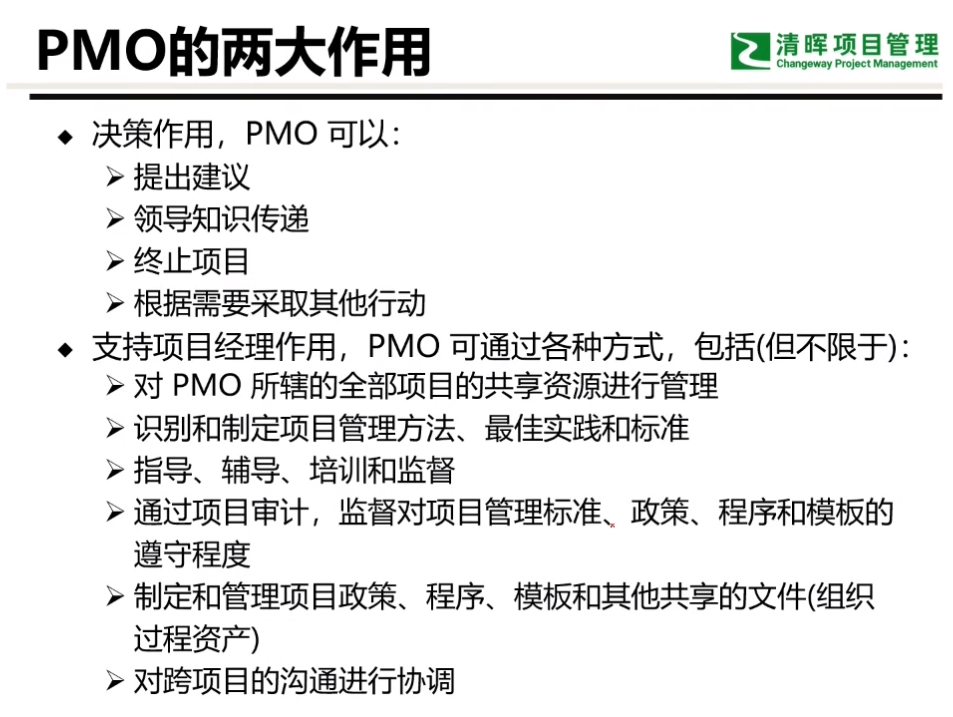 PMO的两大作用
清晖项目管理
Changeway Project Management
◆ 决策作用，PMO 可以：
➢ 提出建议
➢ 领导知识传递
➢ 终止项目
➢ 根据需要采取其他行动
◆ 支持项目经理作用，PMO 可通过各种方式，包括(但不限于)：
➢ 对 PMO 所辖的全部项目的共享资源进行管理
➢ 识别和制定项目管理方法、最佳实践和标准
➢ 指导、辅导、培训和监督
➢ 通过项目审计，监督对项目管理标准、政策、程序和模板的
遵守程度
➢ 制定和管理项目政策、程序、模板和其他共享的文件(组织
过程资产)
➢ 对跨项目的沟通进行协调